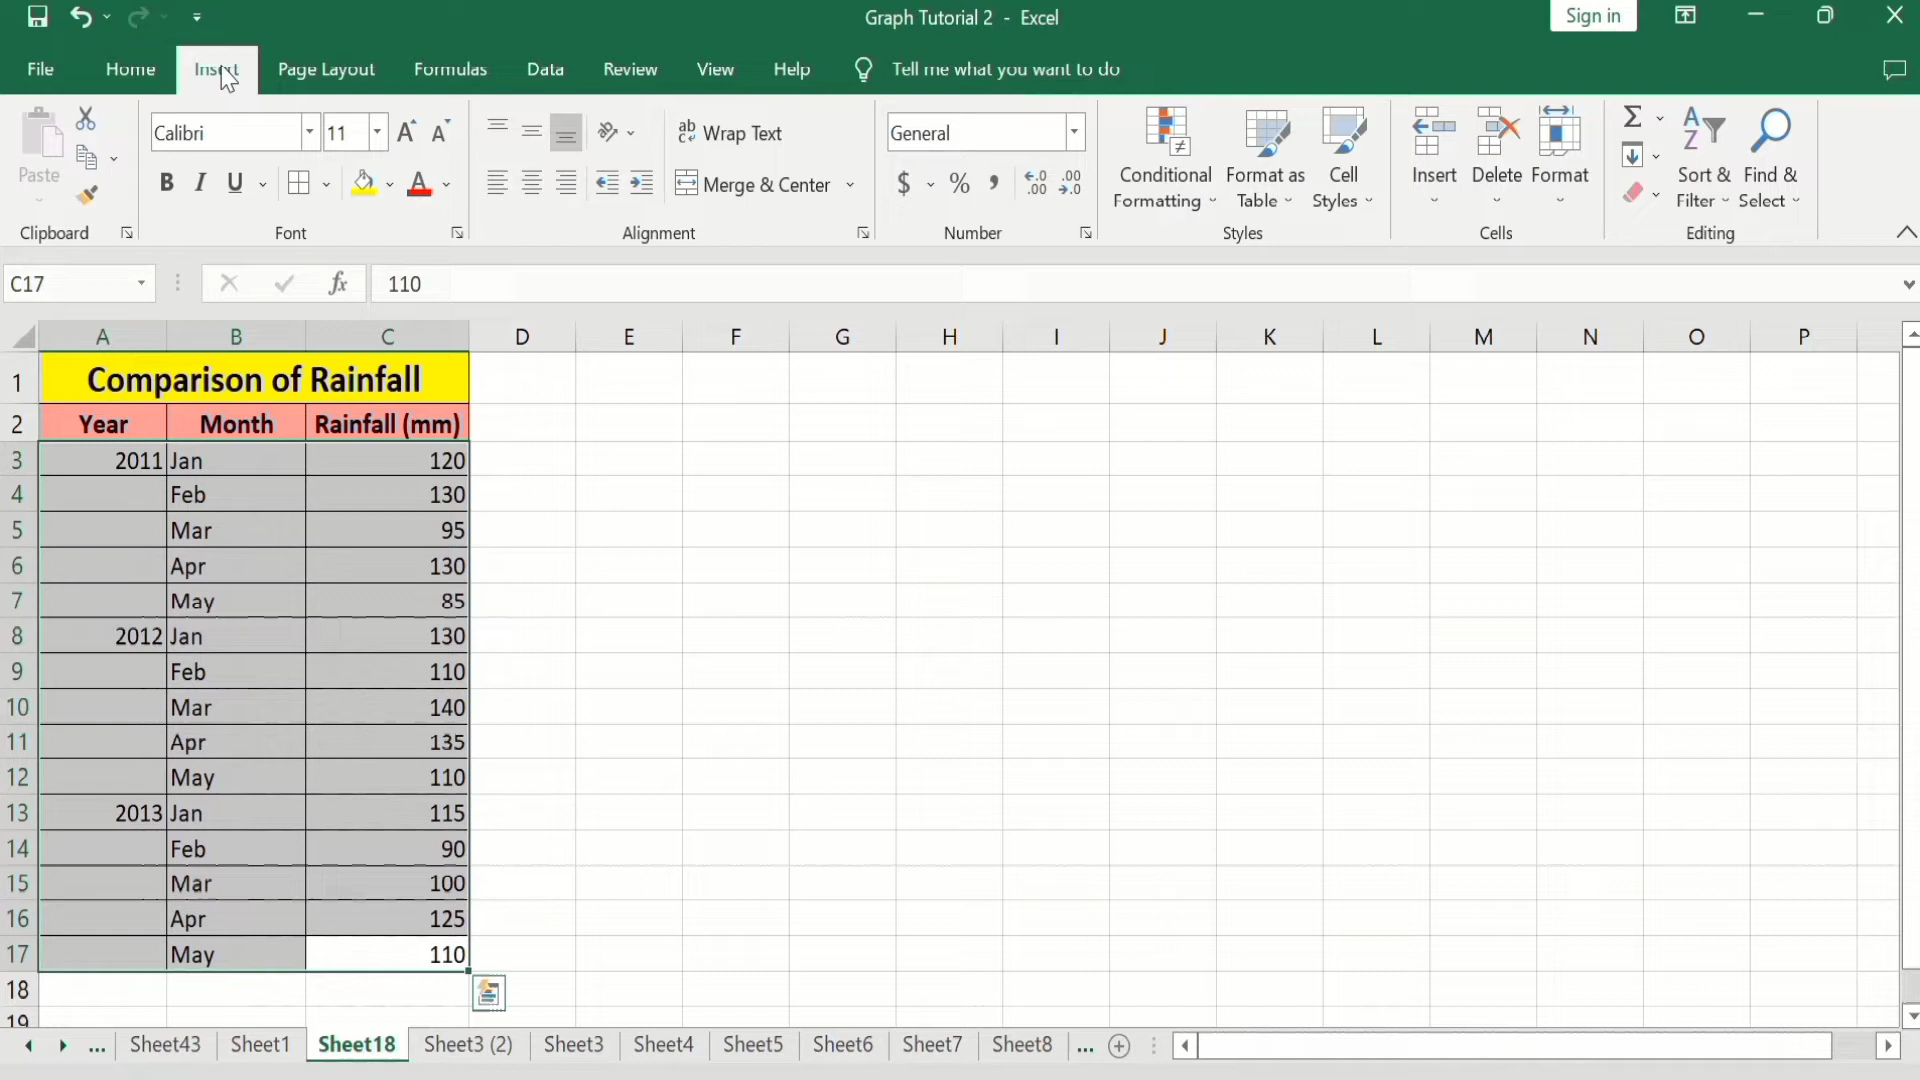 Graph Tutorial 2 - Excel
Sign in
File Home Insert Page Layout Formulas Data Review View Help Tell me what you want to do
Paste
Calibri 11
Wrap Text
General
B I U
Merge & Center
$ % ,
Conditional Formatting
Format as Table
Cell Styles
Insert Delete Format
Sort & Filter
Find & Select
Clipboard Font Alignment Number Styles Cells Editing
C17 fx 110
A B C D E F G H I J K L M N O P
1 Comparison of Rainfall
2 Year Month Rainfall (mm)
3 2011 Jan 120
4 Feb 130
5 Mar 95
6 Apr 130
7 May 85
8 2012 Jan 130
9 Feb 110
10 Mar 140
11 Apr 135
12 May 110
13 2013 Jan 115
14 Feb 90
15 Mar 100
16 Apr 125
17 May 110
18
19
... Sheet43 Sheet1 Sheet18 Sheet3 (2) Sheet3 Sheet4 Sheet5 Sheet6 Sheet7 Sheet8 ...